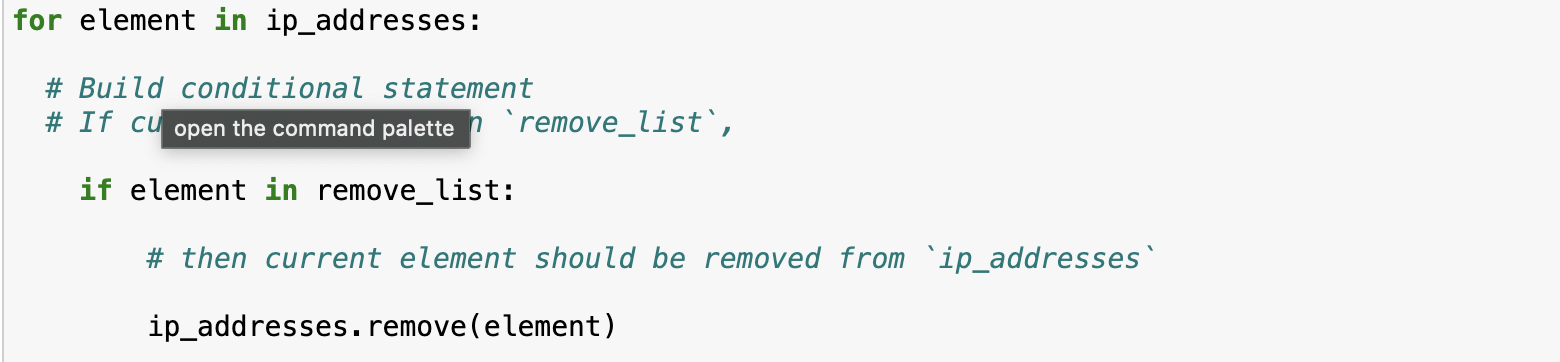 for element in ip_addresses:
# Build conditional statement
# If cu
open the command palette
`remove_list`,
if element in remove_list:
# then current element should be removed from `ip_addresses`
ip_addresses.remove(element)